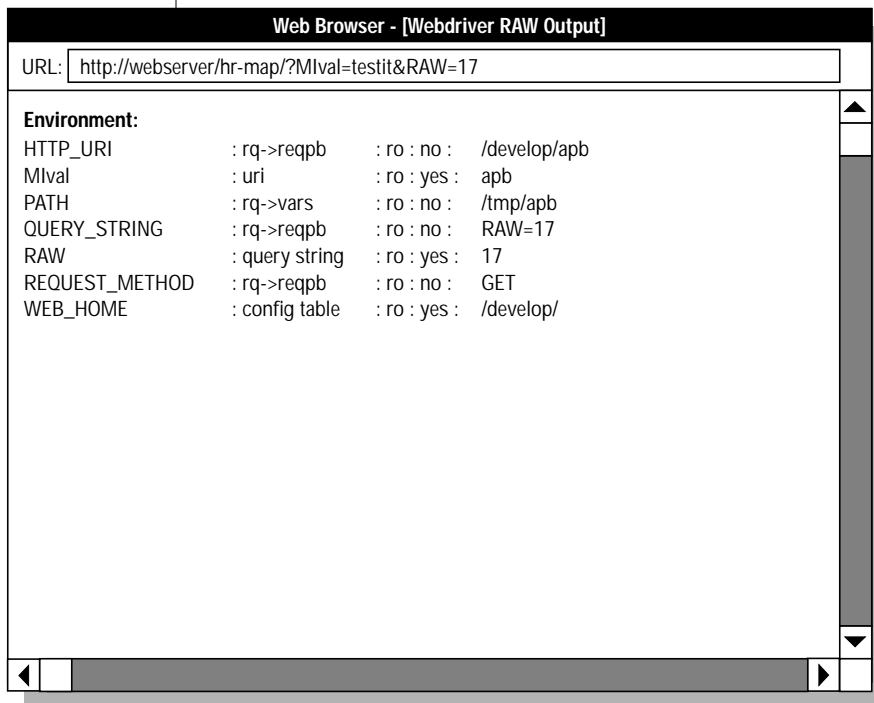 Web Browser - [Webdriver RAW Output]
URL: http://webserver/hr-map/?MIval=testit&RAW=17
Environment:
HTTP_URI : rq->reqpb : ro : no : /develop/apb
MIval : uri : ro : yes : apb
PATH : rq->vars : ro : no : /tmp/apb
QUERY_STRING : rq->reqpb : ro : no : RAW=17
RAW : query string : ro : yes : 17
REQUEST_METHOD : rq->reqpb : ro : no : GET
WEB_HOME : config table : ro : yes : /develop/